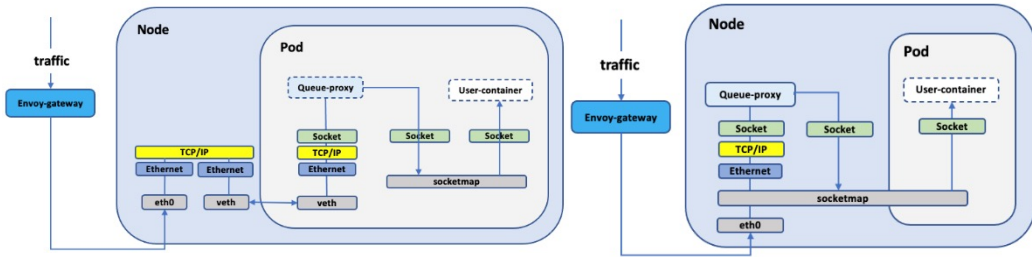 Node
Pod
traffic
Envoy-gateway
Queue-proxy
User-container
Socket
Socket
Socket
TCP/IP
TCP/IP
Ethernet
Ethernet
Ethernet
socketmap
eth0
veth
veth
Node
Pod
traffic
Envoy-gateway
Queue-proxy
User-container
Socket
Socket
Socket
TCP/IP
Ethernet
socketmap
eth0